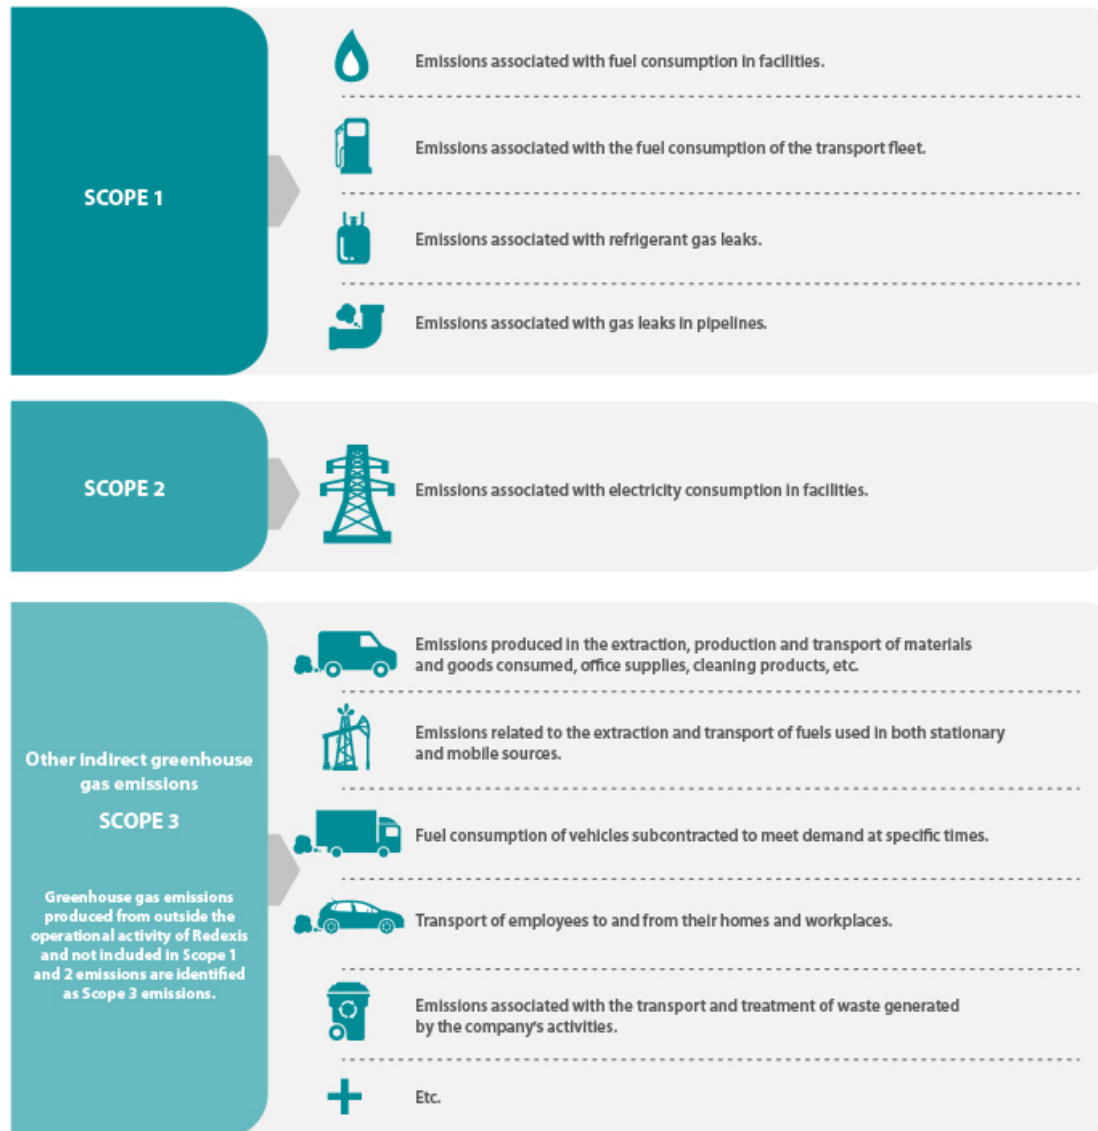 SCOPE 1
Emissions associated with fuel consumption in facilities.
Emissions associated with the fuel consumption of the transport fleet.
Emissions associated with refrigerant gas leaks.
Emissions associated with gas leaks in pipelines.
SCOPE 2
Emissions associated with electricity consumption in facilities.
Other indirect greenhouse
gas emissions
SCOPE 3
Greenhouse gas emissions
produced from outside the
operational activity of Redexis
and not included in Scope 1
and 2 emissions are identified
as Scope 3 emissions.
Emissions produced in the extraction, production and transport of materials
and goods consumed, office supplies, cleaning products, etc.
Emissions related to the extraction and transport of fuels used in both stationary
and mobile sources.
Fuel consumption of vehicles subcontracted to meet demand at specific times.
Transport of employees to and from their homes and workplaces.
Emissions associated with the transport and treatment of waste generated
by the company's activities.
Etc.